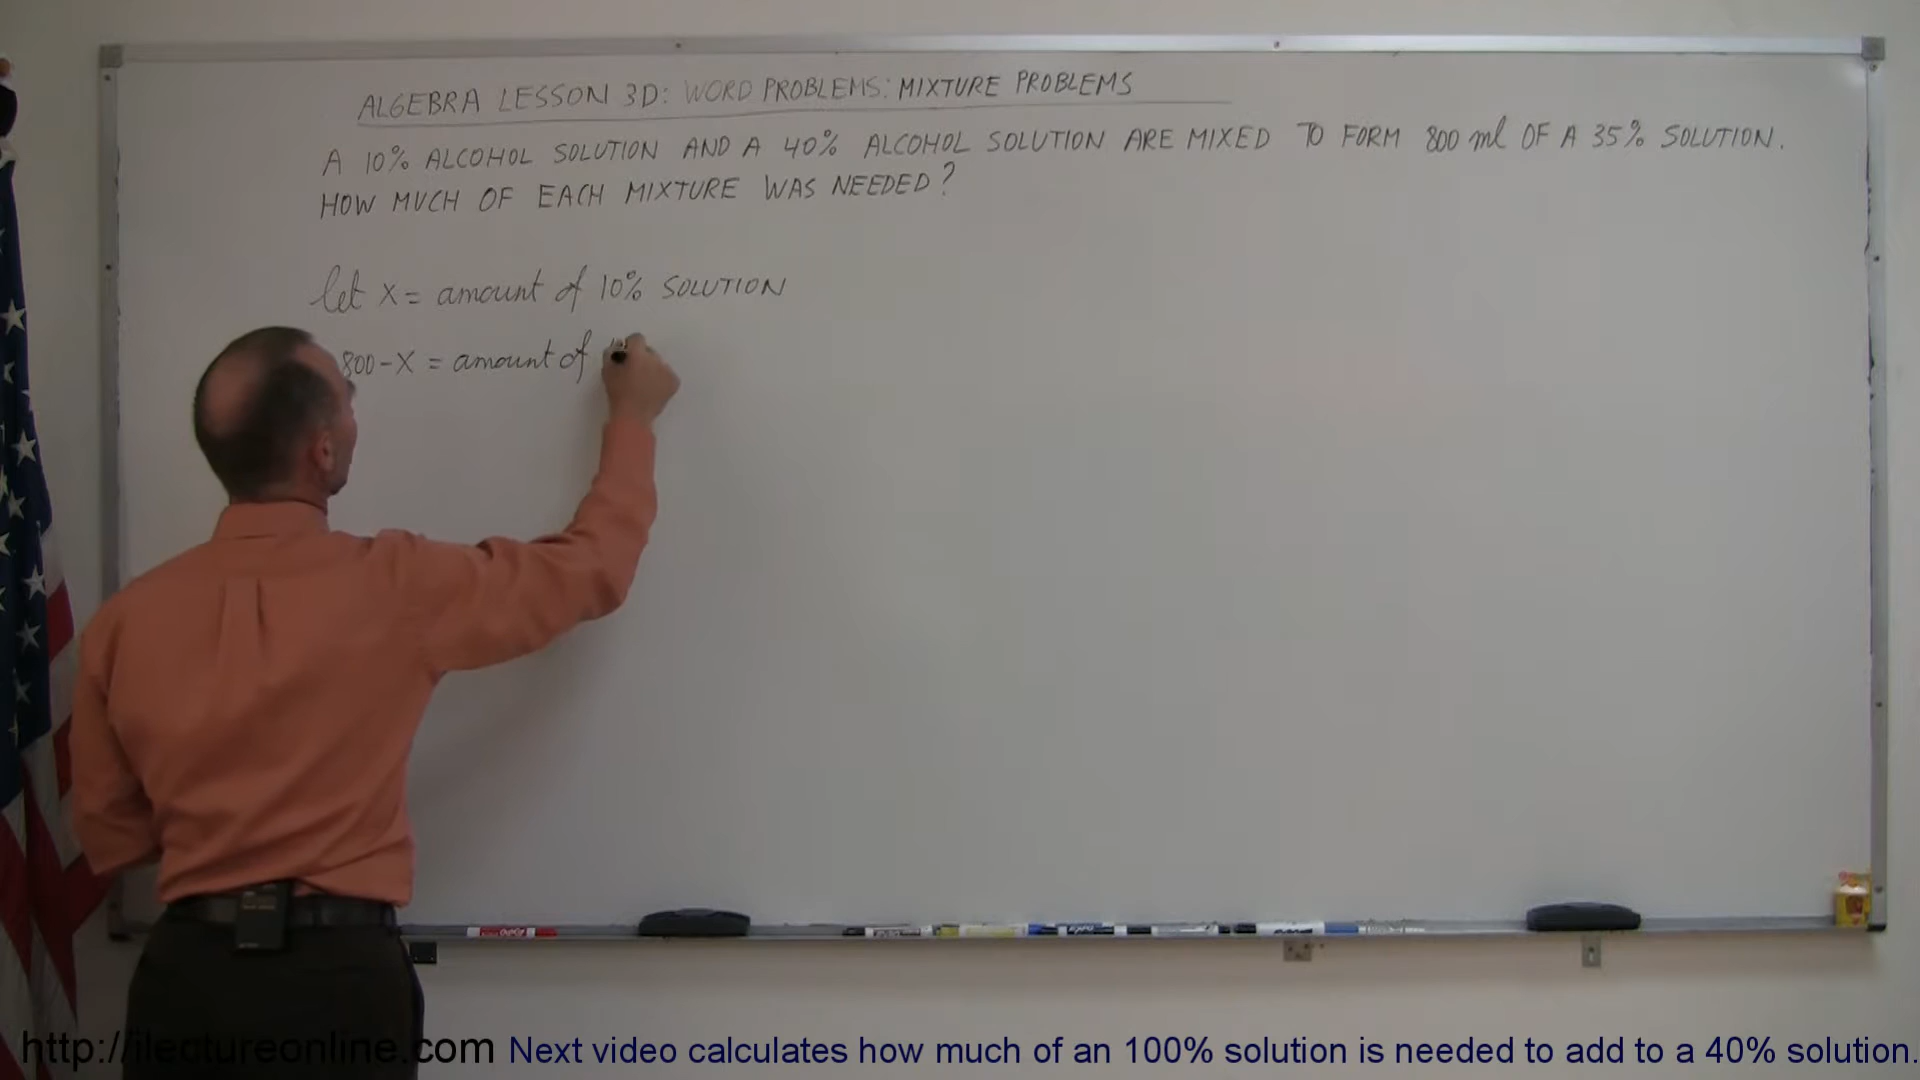 ALGEBRA LESSON 3D: WORD PROBLEMS: MIXTURE PROBLEMS
A 10% ALCOHOL SOLUTION AND A 40% ALCOHOL SOLUTION ARE MIXED TO FORM 800 ml OF A 35% SOLUTION.
HOW MUCH OF EACH MIXTURE WAS NEEDED?
let X = amount of 10% SOLUTION
800 - X = amount of
http://ilectureonline.com Next video calculates how much of an 100% solution is needed to add to a 40% solution.